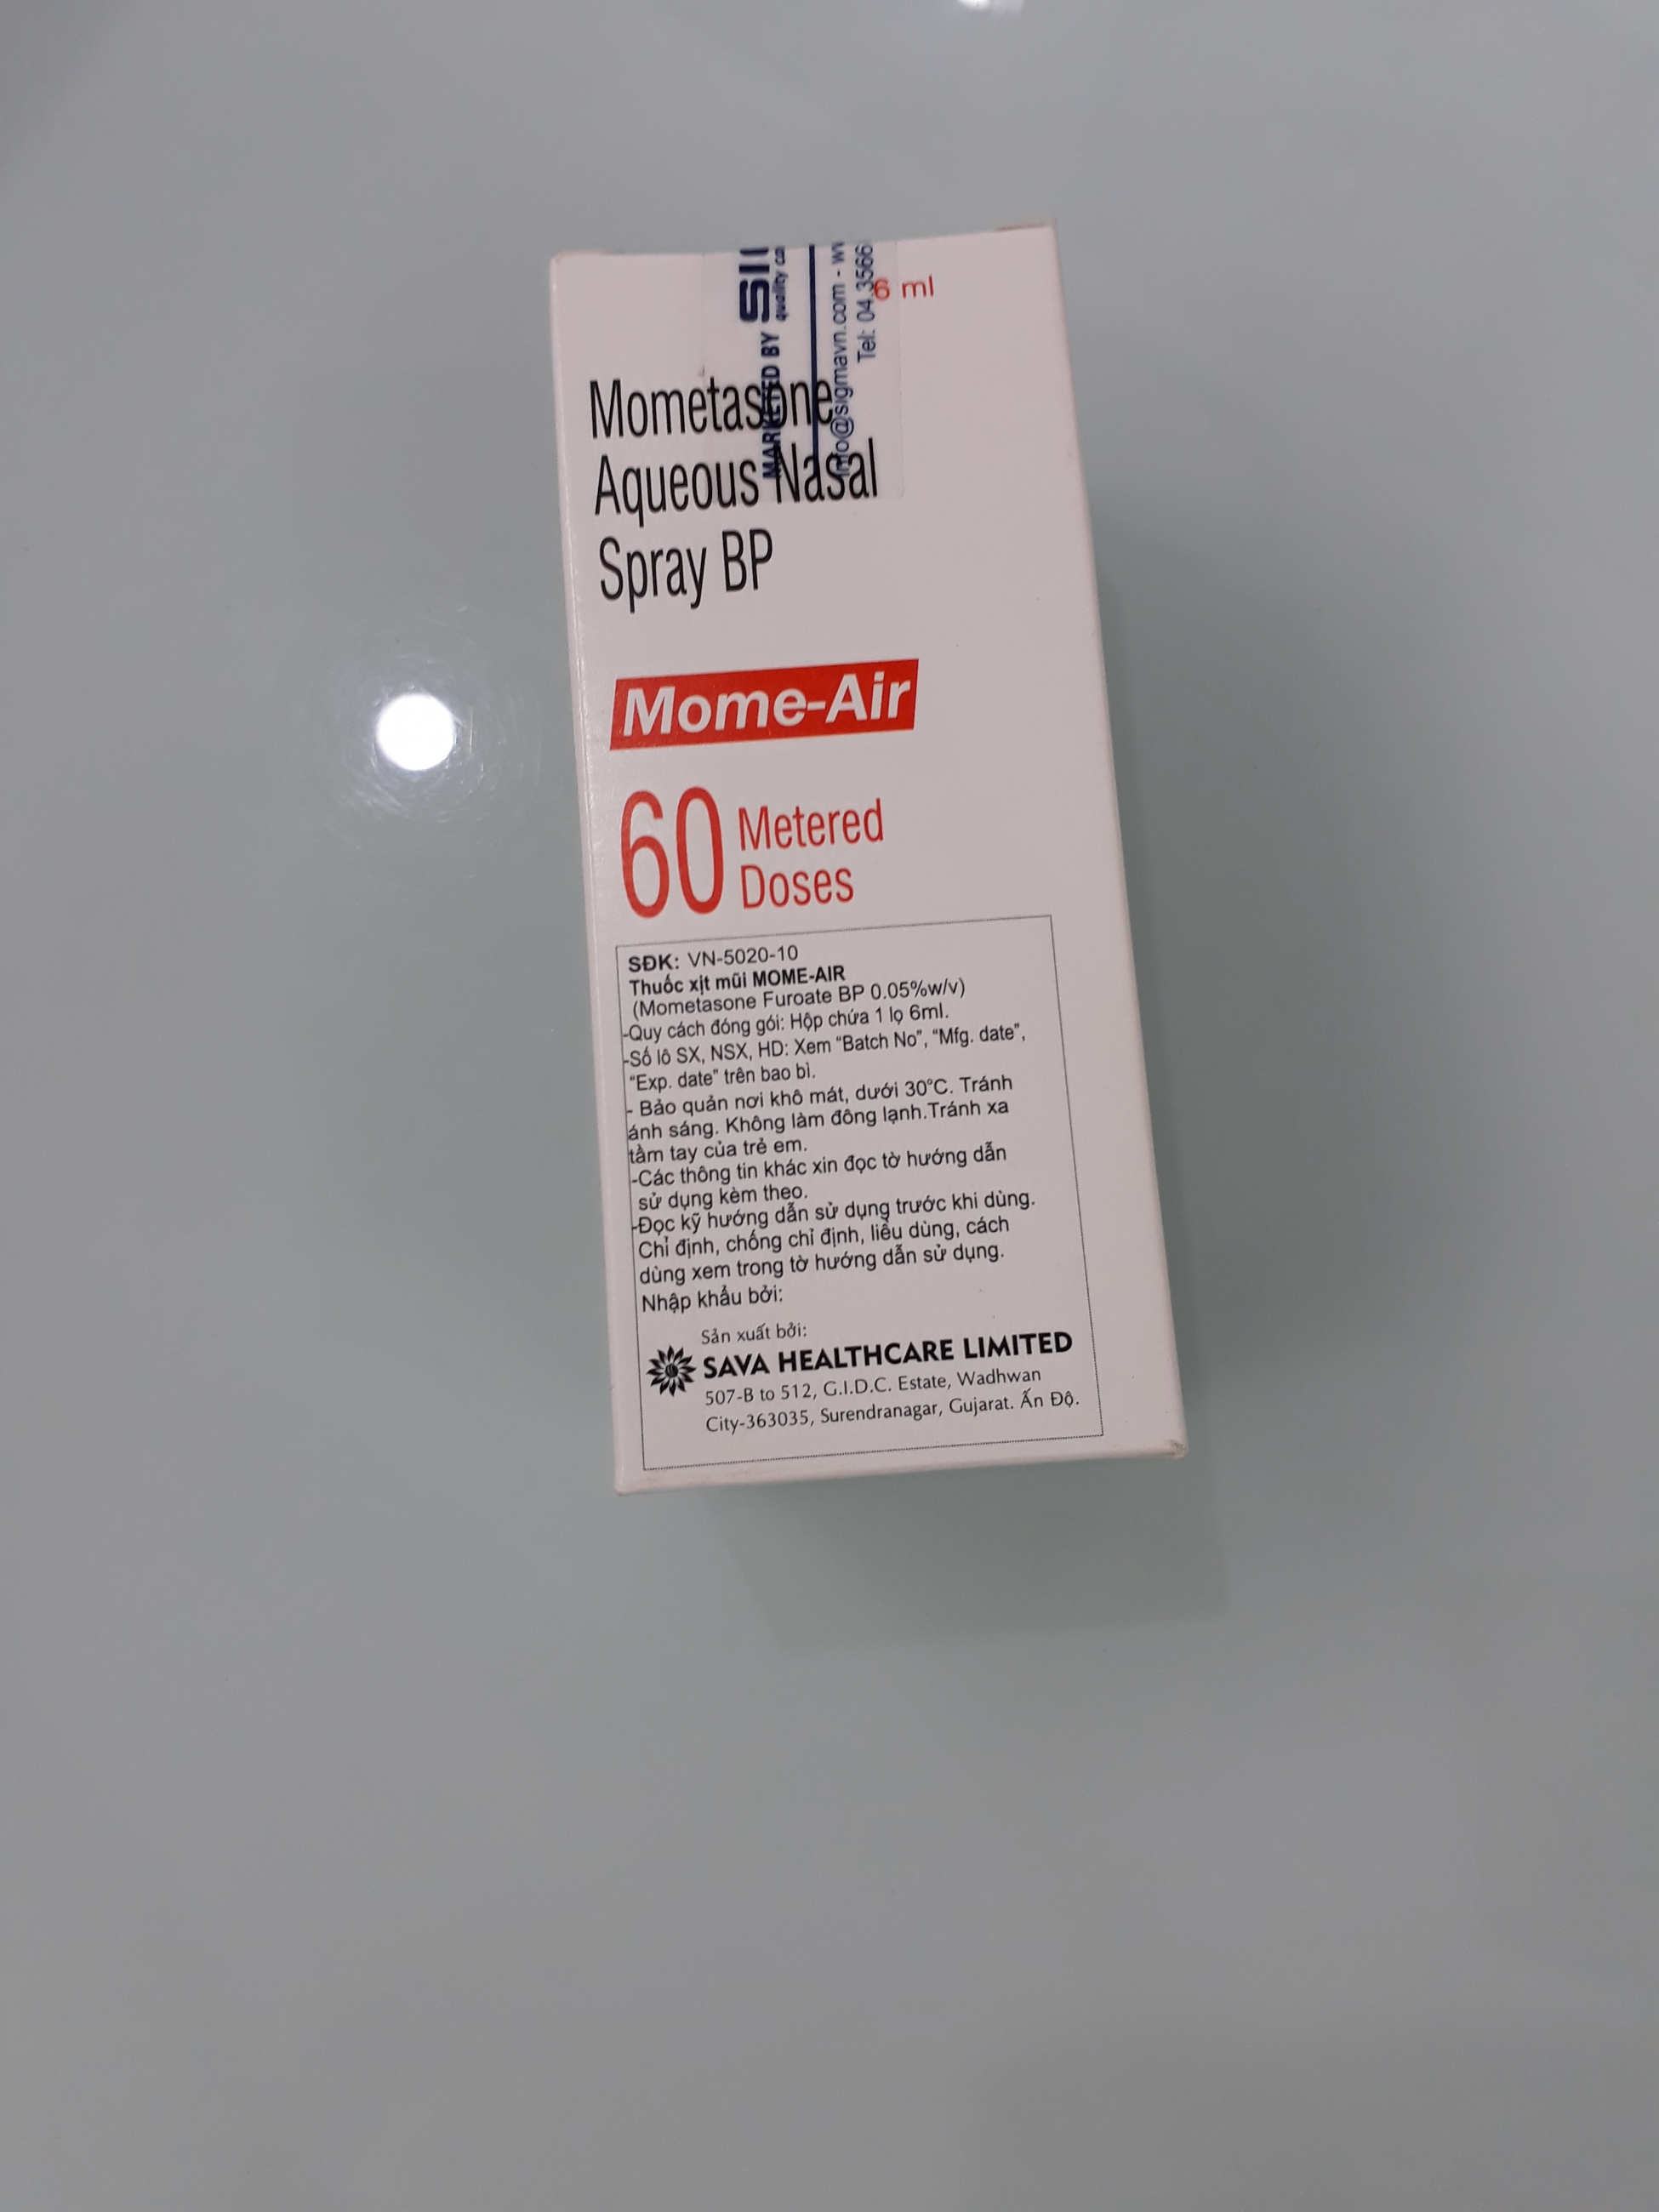 6 ml
MARKETED BY
quality
info@sigmavn.com -
Tel: 04.3566
Mometasone
Aqueous Nasal
Spray BP
Mome-Air
60 Metered
Doses
SĐK: VN-5020-10
Thuốc xịt mũi MOME-AIR
(Mometasone Furoate BP 0.05%w/v)
-Quy cách đóng gói: Hộp chứa 1 lọ 6ml.
-Số lô SX, NSX, HD: Xem “Batch No”, “Mfg. date”,
“Exp. date” trên bao bì.
- Bảo quản nơi khô mát, dưới 30°C. Tránh
ánh sáng. Không làm đông lạnh.Tránh xa
tầm tay của trẻ em.
-Các thông tin khác xin đọc tờ hướng dẫn
sử dụng kèm theo.
-Đọc kỹ hướng dẫn sử dụng trước khi dùng.
Chỉ định, chống chỉ định, liều dùng, cách
dùng xem trong tờ hướng dẫn sử dụng.
Nhập khẩu bởi:
Sản xuất bởi:
SAVA HEALTHCARE LIMITED
507-B to 512, G.I.D.C. Estate, Wadhwan
City-363035, Surendranagar, Gujarat. Ấn Độ.